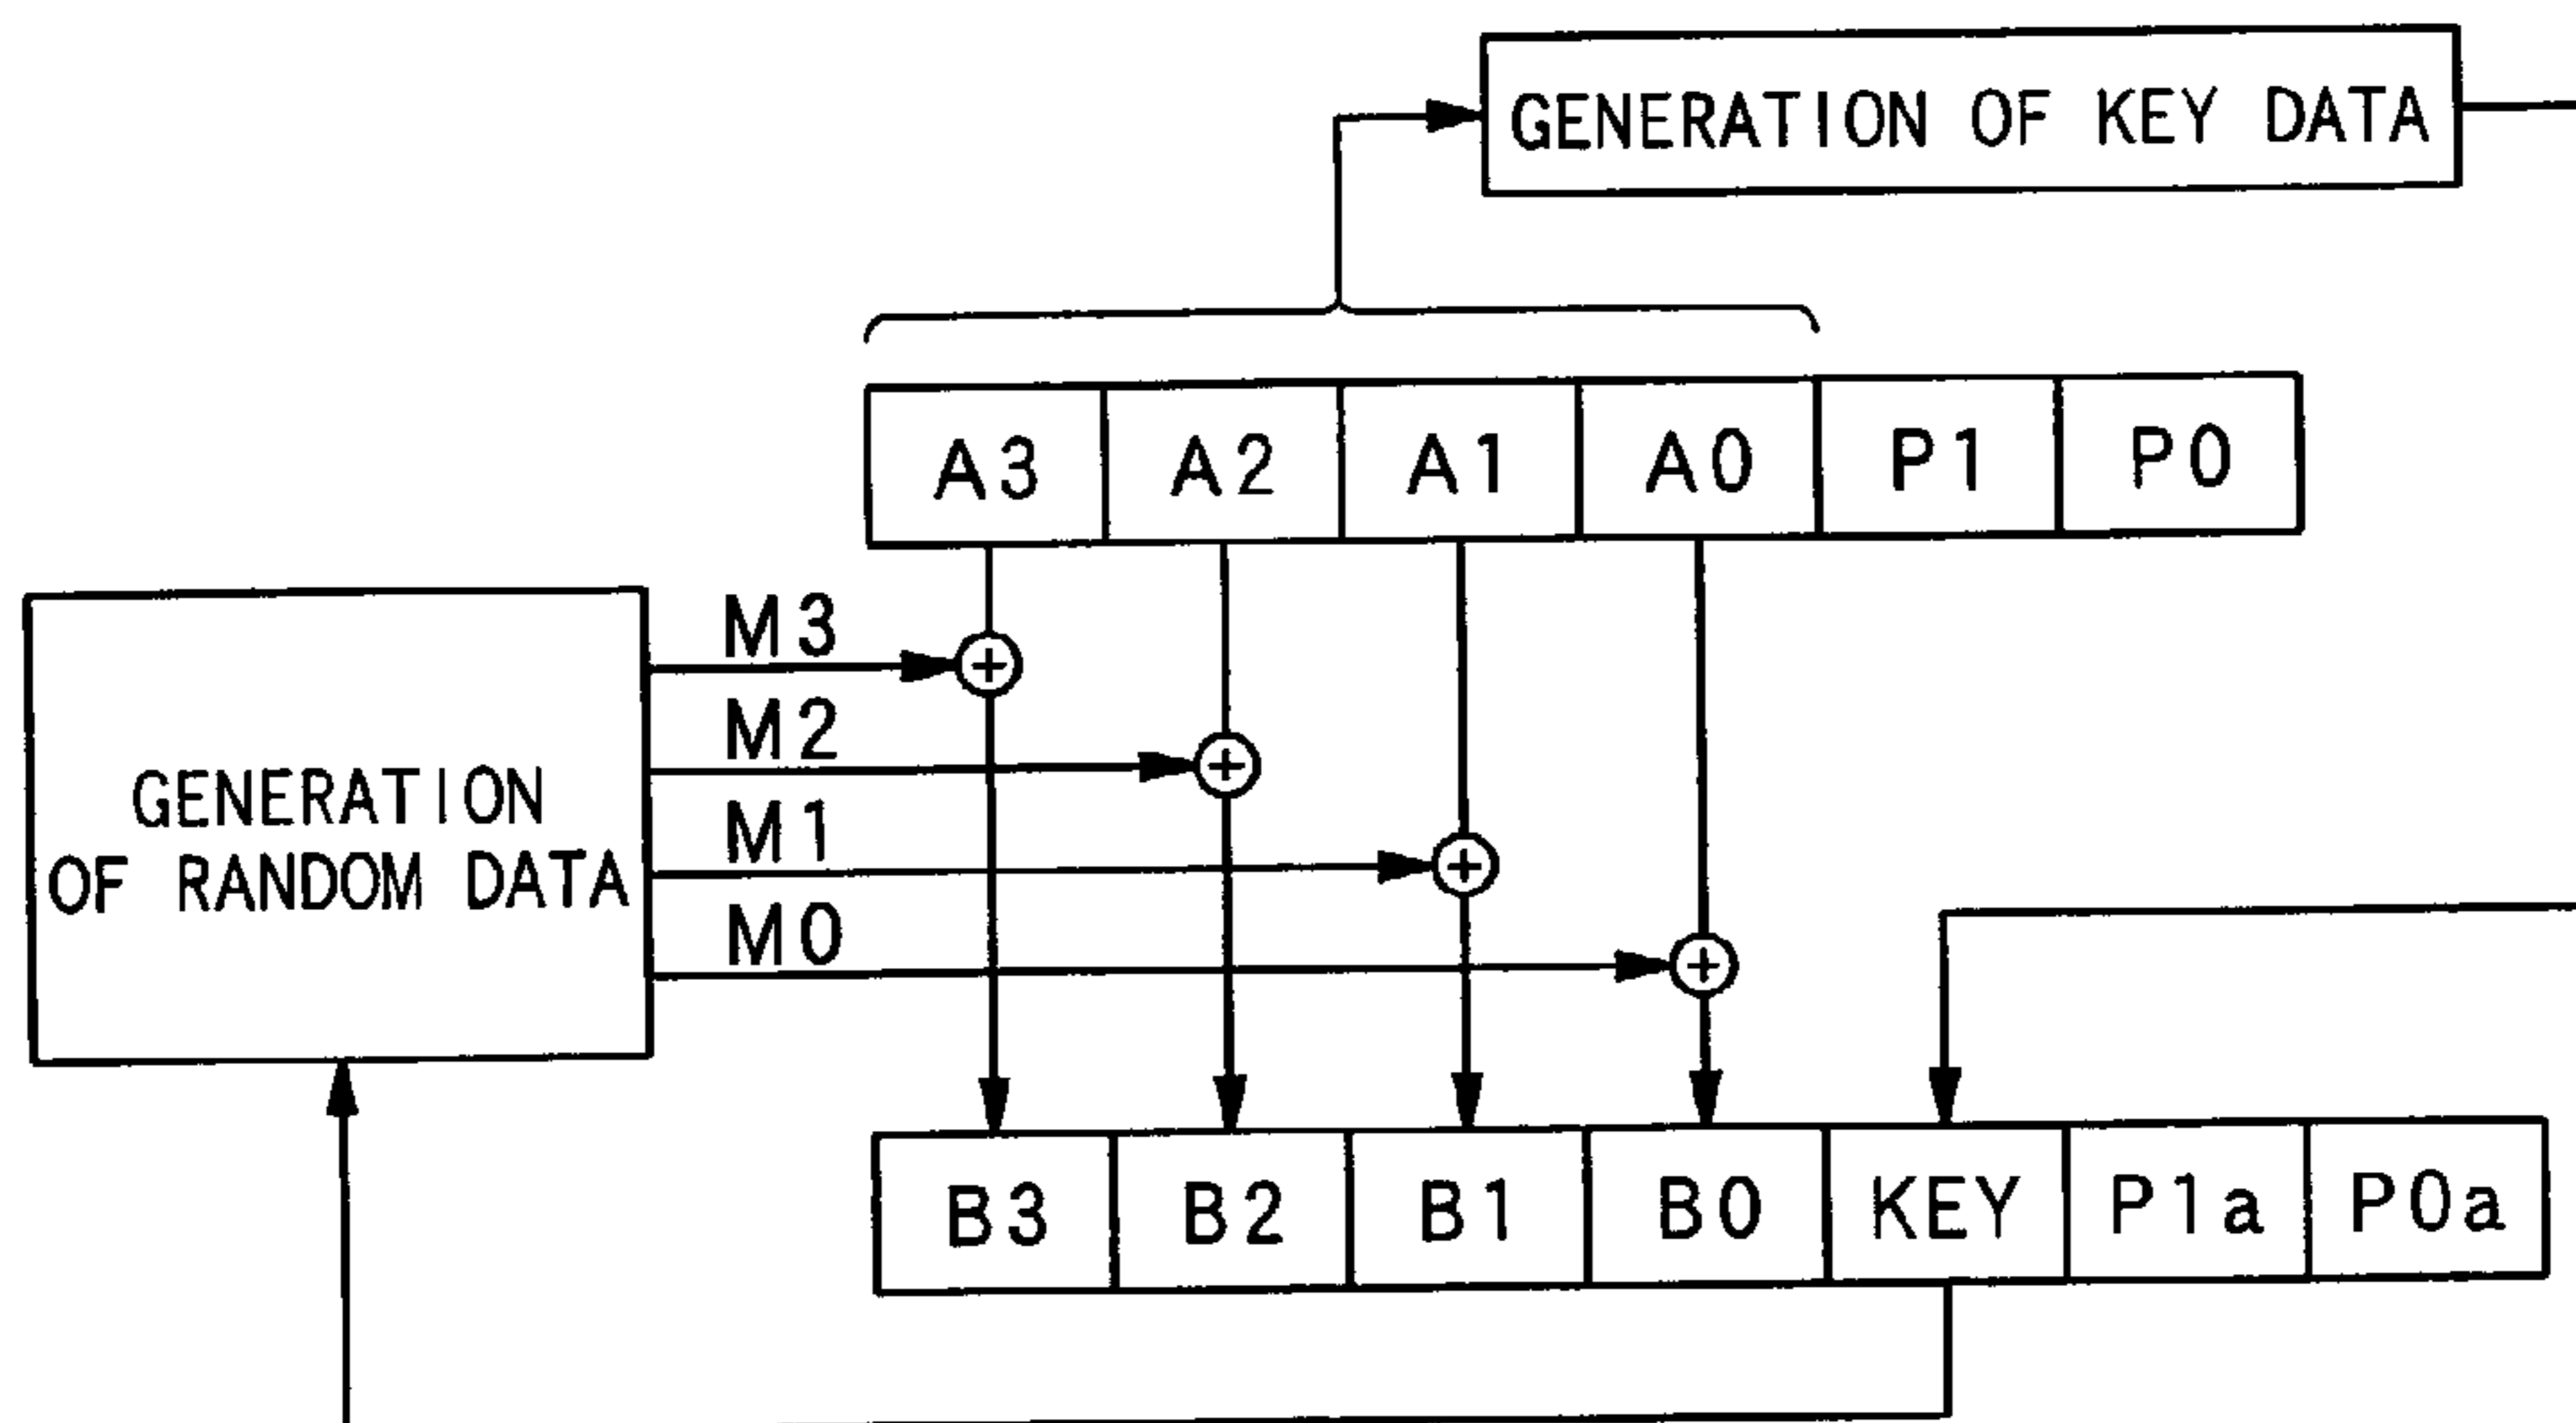 GENERATION OF KEY DATA
A3 A2 A1 A0 P1 P0
M3
M2
M1
M0
GENERATION
OF RANDOM DATA
B3 B2 B1 B0 KEY P1a P0a